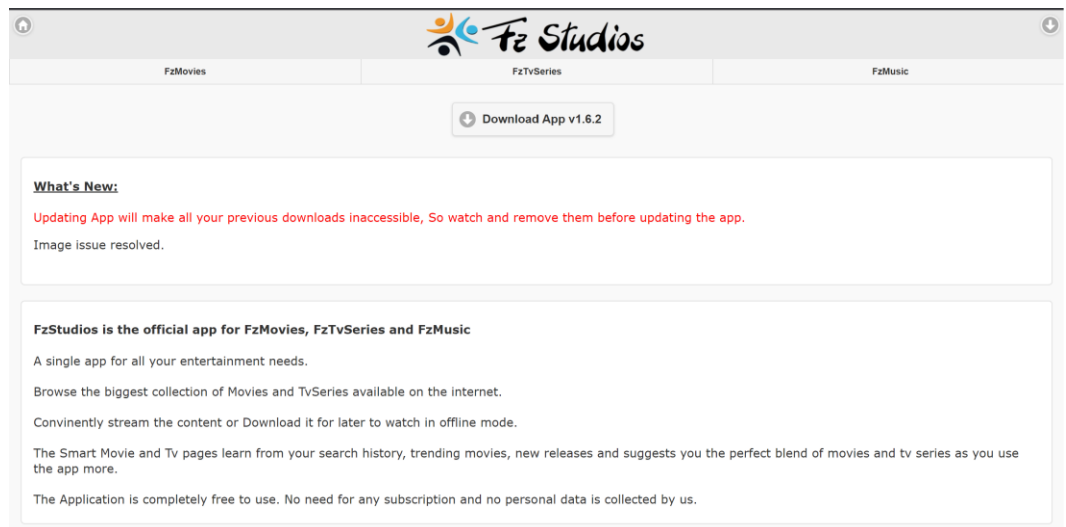 Fz Studios
FzMovies
FzTvSeries
FzMusic
Download App v1.6.2
What's New:
Updating App will make all your previous downloads inaccessible, So watch and remove them before updating the app.
Image issue resolved.
FzStudios is the official app for FzMovies, FzTvSeries and FzMusic
A single app for all your entertainment needs.
Browse the biggest collection of Movies and TvSeries available on the internet.
Convinently stream the content or Download it for later to watch in offline mode.
The Smart Movie and Tv pages learn from your search history, trending movies, new releases and suggests you the perfect blend of movies and tv series as you use
the app more.
The Application is completely free to use. No need for any subscription and no personal data is collected by us.